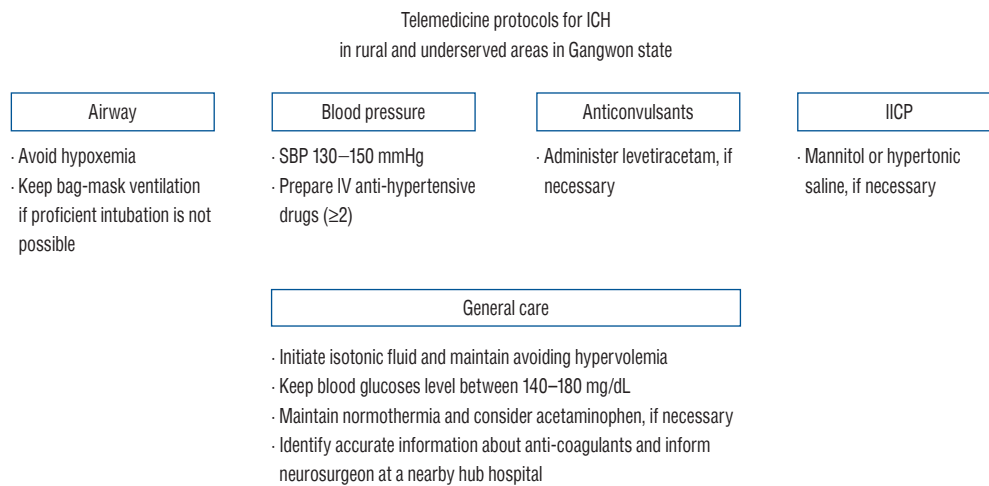 Telemedicine protocols for ICH
in rural and underserved areas in Gangwon state
Airway
· Avoid hypoxemia
· Keep bag-mask ventilation
if proficient intubation is not
possible
Blood pressure
· SBP 130–150 mmHg
· Prepare IV anti-hypertensive
drugs (≥2)
Anticonvulsants
· Administer levetiracetam, if
necessary
IICP
· Mannitol or hypertonic
saline, if necessary
General care
· Initiate isotonic fluid and maintain avoiding hypervolemia
· Keep blood glucoses level between 140–180 mg/dL
· Maintain normothermia and consider acetaminophen, if necessary
· Identify accurate information about anti-coagulants and inform
neurosurgeon at a nearby hub hospital